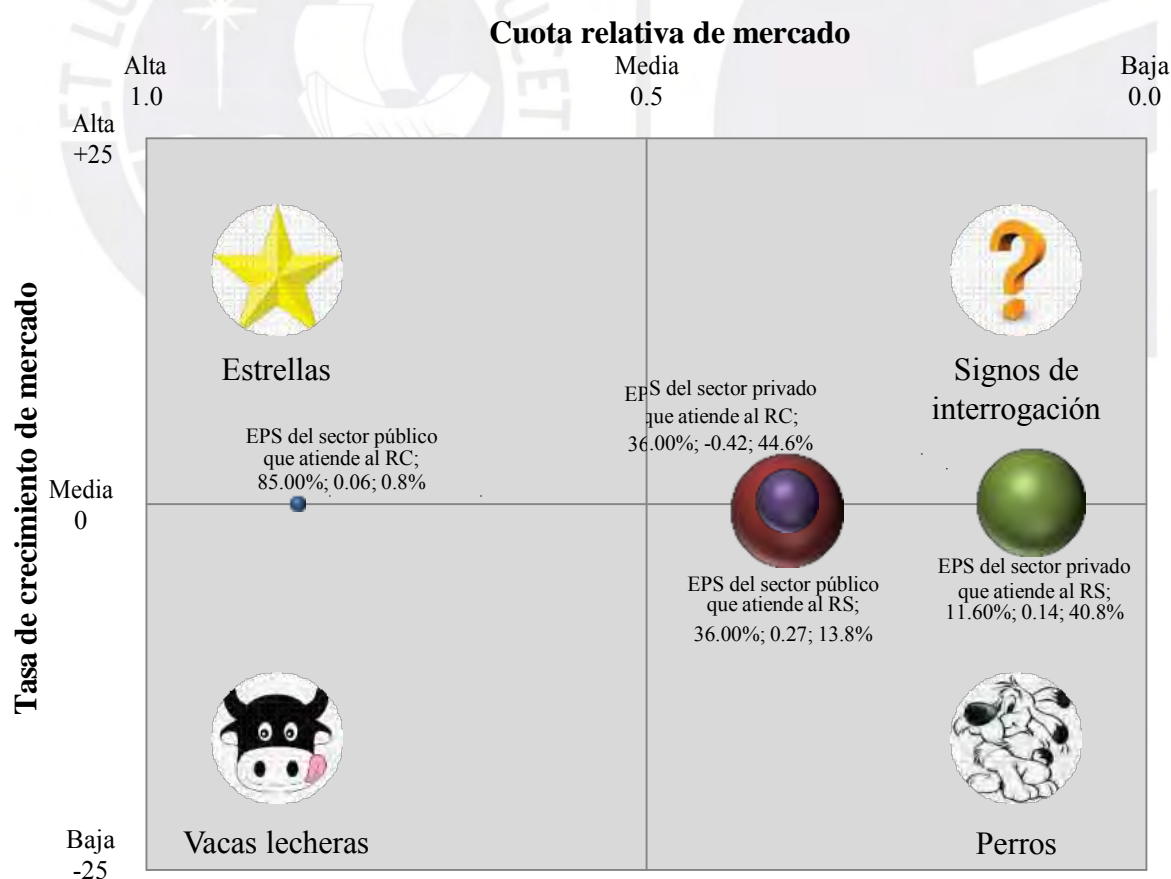 ET LU
UCET
Cuota relativa de mercado
Alta
1.0
Media
0.5
Baja
0.0
Alta
+25
Tasa de crecimiento de mercado
Media
0
Baja
-25
Estrellas
Signos de
interrogación
EPS del sector público
que atiende al RC;
85.00%; 0.06; 0.8%
EPS del sector privado
que atiende al RC;
36.00%; -0.42; 44.6%
EPS del sector público
que atiende al RS;
36.00%; 0.27; 13.8%
EPS del sector privado
que atiende al RS;
11.60%; 0.14; 40.8%
Vacas lecheras
Perros